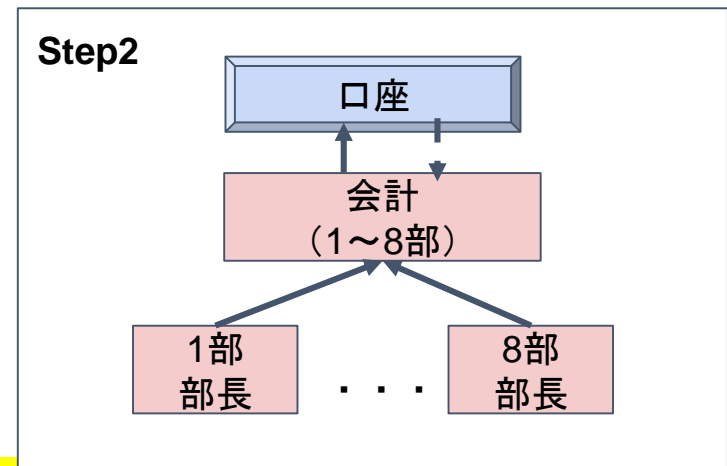 Step2
口座
会計
（1～8部）
1部
部長
・・・
8部
部長